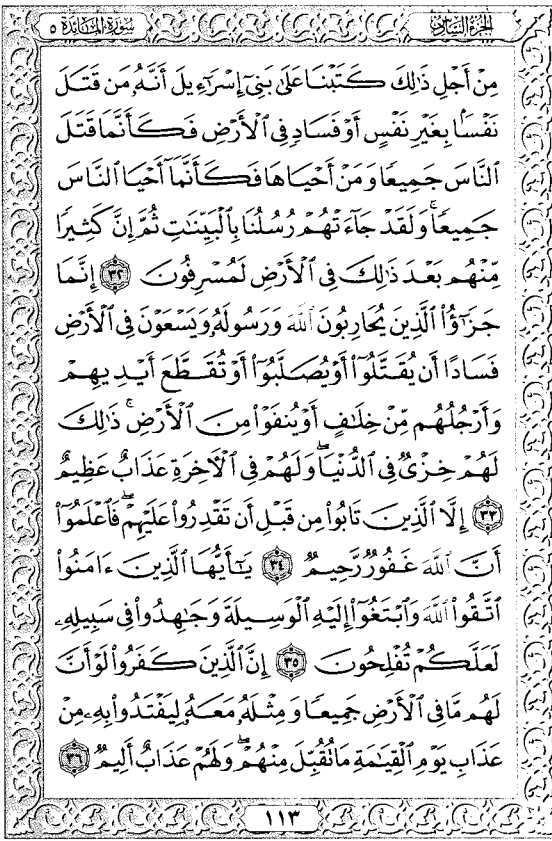 الجزء السادس
سورة المائدة ٥
مِنْ أَجْلِ ذَٰلِكَ كَتَبْنَا عَلَىٰ بَنِىٓ إِسْرَٰٓءِيلَ أَنَّهُۥ مَن قَتَلَ
نَفْسًۢا بِغَيْرِ نَفْسٍ أَوْ فَسَادٍ فِى ٱلْأَرْضِ فَكَأَنَّمَا قَتَلَ
ٱلنَّاسَ جَمِيعًا وَمَنْ أَحْيَاهَا فَكَأَنَّمَآ أَحْيَا ٱلنَّاسَ
جَمِيعًا ۚ وَلَقَدْ جَآءَتْهُمْ رُسُلُنَا بِٱلْبَيِّنَٰتِ ثُمَّ إِنَّ كَثِيرًا
مِّنْهُم بَعْدَ ذَٰلِكَ فِى ٱلْأَرْضِ لَمُسْرِفُونَ ٣٢ إِنَّمَا
جَزَٰٓؤُا۟ ٱلَّذِينَ يُحَارِبُونَ ٱللَّهَ وَرَسُولَهُۥ وَيَسْعَوْنَ فِى ٱلْأَرْضِ
فَسَادًا أَن يُقَتَّلُوٓا۟ أَوْ يُصَلَّبُوٓا۟ أَوْ تُقَطَّعَ أَيْدِيهِمْ
وَأَرْجُلُهُم مِّنْ خِلَٰفٍ أَوْ يُنفَوْا۟ مِنَ ٱلْأَرْضِ ۚ ذَٰلِكَ
لَهُمْ خِزْىٌ فِى ٱلدُّنْيَا ۖ وَلَهُمْ فِى ٱلْءَاخِرَةِ عَذَابٌ عَظِيمٌ
٣٣ إِلَّا ٱلَّذِينَ تَابُوا۟ مِن قَبْلِ أَن تَقْدِرُوا۟ عَلَيْهِمْ ۖ فَٱعْلَمُوٓا۟
أَنَّ ٱللَّهَ غَفُورٌ رَّحِيمٌ ٣٤ يَٰٓأَيُّهَا ٱلَّذِينَ ءَامَنُوا۟
ٱتَّقُوا۟ ٱللَّهَ وَٱبْتَغُوٓا۟ إِلَيْهِ ٱلْوَسِيلَةَ وَجَٰهِدُوا۟ فِى سَبِيلِهِۦ
لَعَلَّكُمْ تُفْلِحُونَ ٣٥ إِنَّ ٱلَّذِينَ كَفَرُوا۟ لَوْ أَنَّ
لَهُم مَّا فِى ٱلْأَرْضِ جَمِيعًا وَمِثْلَهُۥ مَعَهُۥ لِيَفْتَدُوا۟ بِهِۦ مِنْ
عَذَابِ يَوْمِ ٱلْقِيَٰمَةِ مَا تُقُبِّلَ مِنْهُمْ ۖ وَلَهُمْ عَذَابٌ أَلِيمٌ ٣٦
١١٣